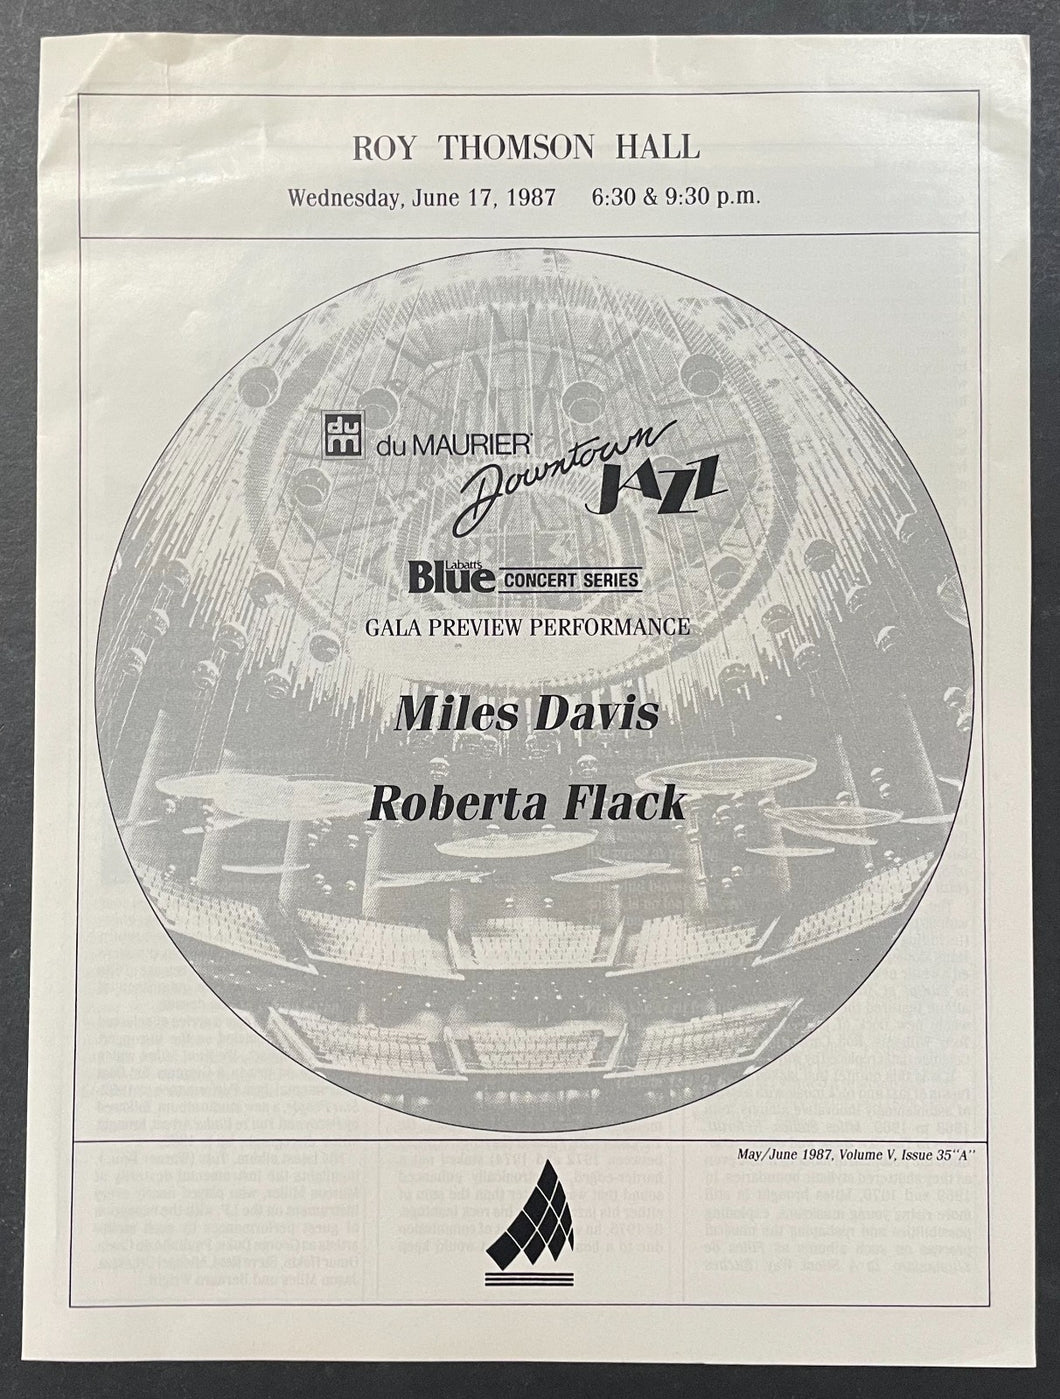 ROY THOMSON HALL
Wednesday, June 17, 1987 6:30 & 9:30 p.m.
du M
du MAURIER Downtown JAZZ
Labatt's Blue CONCERT SERIES
GALA PREVIEW PERFORMANCE
Miles Davis
Roberta Flack
May/June 1987, Volume V, Issue 35"A"